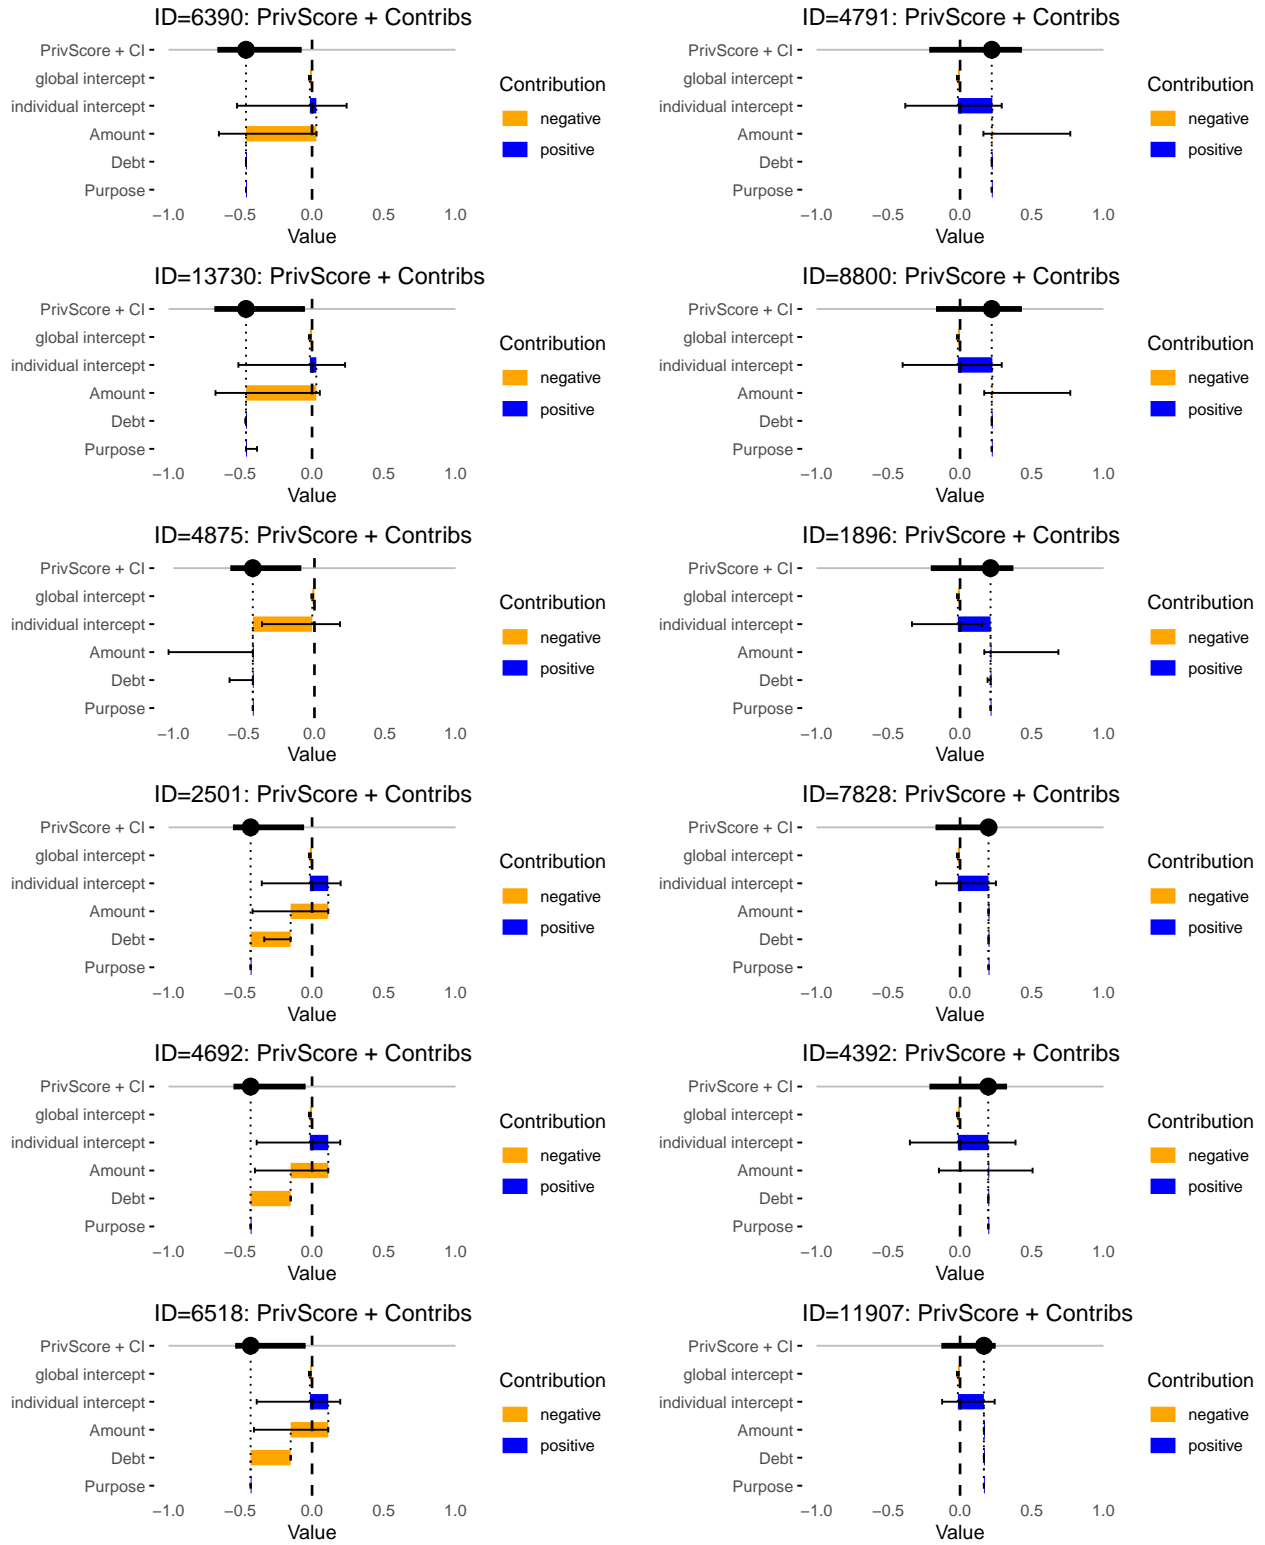 ID=6390: PrivScore + Contribs
PrivScore + CI
global intercept
individual intercept
Amount
Debt
Purpose
−1.0 −0.5 0.0 0.5 1.0
Value
Contribution
negative
positive
ID=4791: PrivScore + Contribs
PrivScore + CI
global intercept
individual intercept
Amount
Debt
Purpose
−1.0 −0.5 0.0 0.5 1.0
Value
Contribution
negative
positive
ID=13730: PrivScore + Contribs
PrivScore + CI
global intercept
individual intercept
Amount
Debt
Purpose
−1.0 −0.5 0.0 0.5 1.0
Value
Contribution
negative
positive
ID=8800: PrivScore + Contribs
PrivScore + CI
global intercept
individual intercept
Amount
Debt
Purpose
−1.0 −0.5 0.0 0.5 1.0
Value
Contribution
negative
positive
ID=4875: PrivScore + Contribs
PrivScore + CI
global intercept
individual intercept
Amount
Debt
Purpose
−1.0 −0.5 0.0 0.5 1.0
Value
Contribution
negative
positive
ID=1896: PrivScore + Contribs
PrivScore + CI
global intercept
individual intercept
Amount
Debt
Purpose
−1.0 −0.5 0.0 0.5 1.0
Value
Contribution
negative
positive
ID=2501: PrivScore + Contribs
PrivScore + CI
global intercept
individual intercept
Amount
Debt
Purpose
−1.0 −0.5 0.0 0.5 1.0
Value
Contribution
negative
positive
ID=7828: PrivScore + Contribs
PrivScore + CI
global intercept
individual intercept
Amount
Debt
Purpose
−1.0 −0.5 0.0 0.5 1.0
Value
Contribution
negative
positive
ID=4692: PrivScore + Contribs
PrivScore + CI
global intercept
individual intercept
Amount
Debt
Purpose
−1.0 −0.5 0.0 0.5 1.0
Value
Contribution
negative
positive
ID=4392: PrivScore + Contribs
PrivScore + CI
global intercept
individual intercept
Amount
Debt
Purpose
−1.0 −0.5 0.0 0.5 1.0
Value
Contribution
negative
positive
ID=6518: PrivScore + Contribs
PrivScore + CI
global intercept
individual intercept
Amount
Debt
Purpose
−1.0 −0.5 0.0 0.5 1.0
Value
Contribution
negative
positive
ID=11907: PrivScore + Contribs
PrivScore + CI
global intercept
individual intercept
Amount
Debt
Purpose
−1.0 −0.5 0.0 0.5 1.0
Value
Contribution
negative
positive